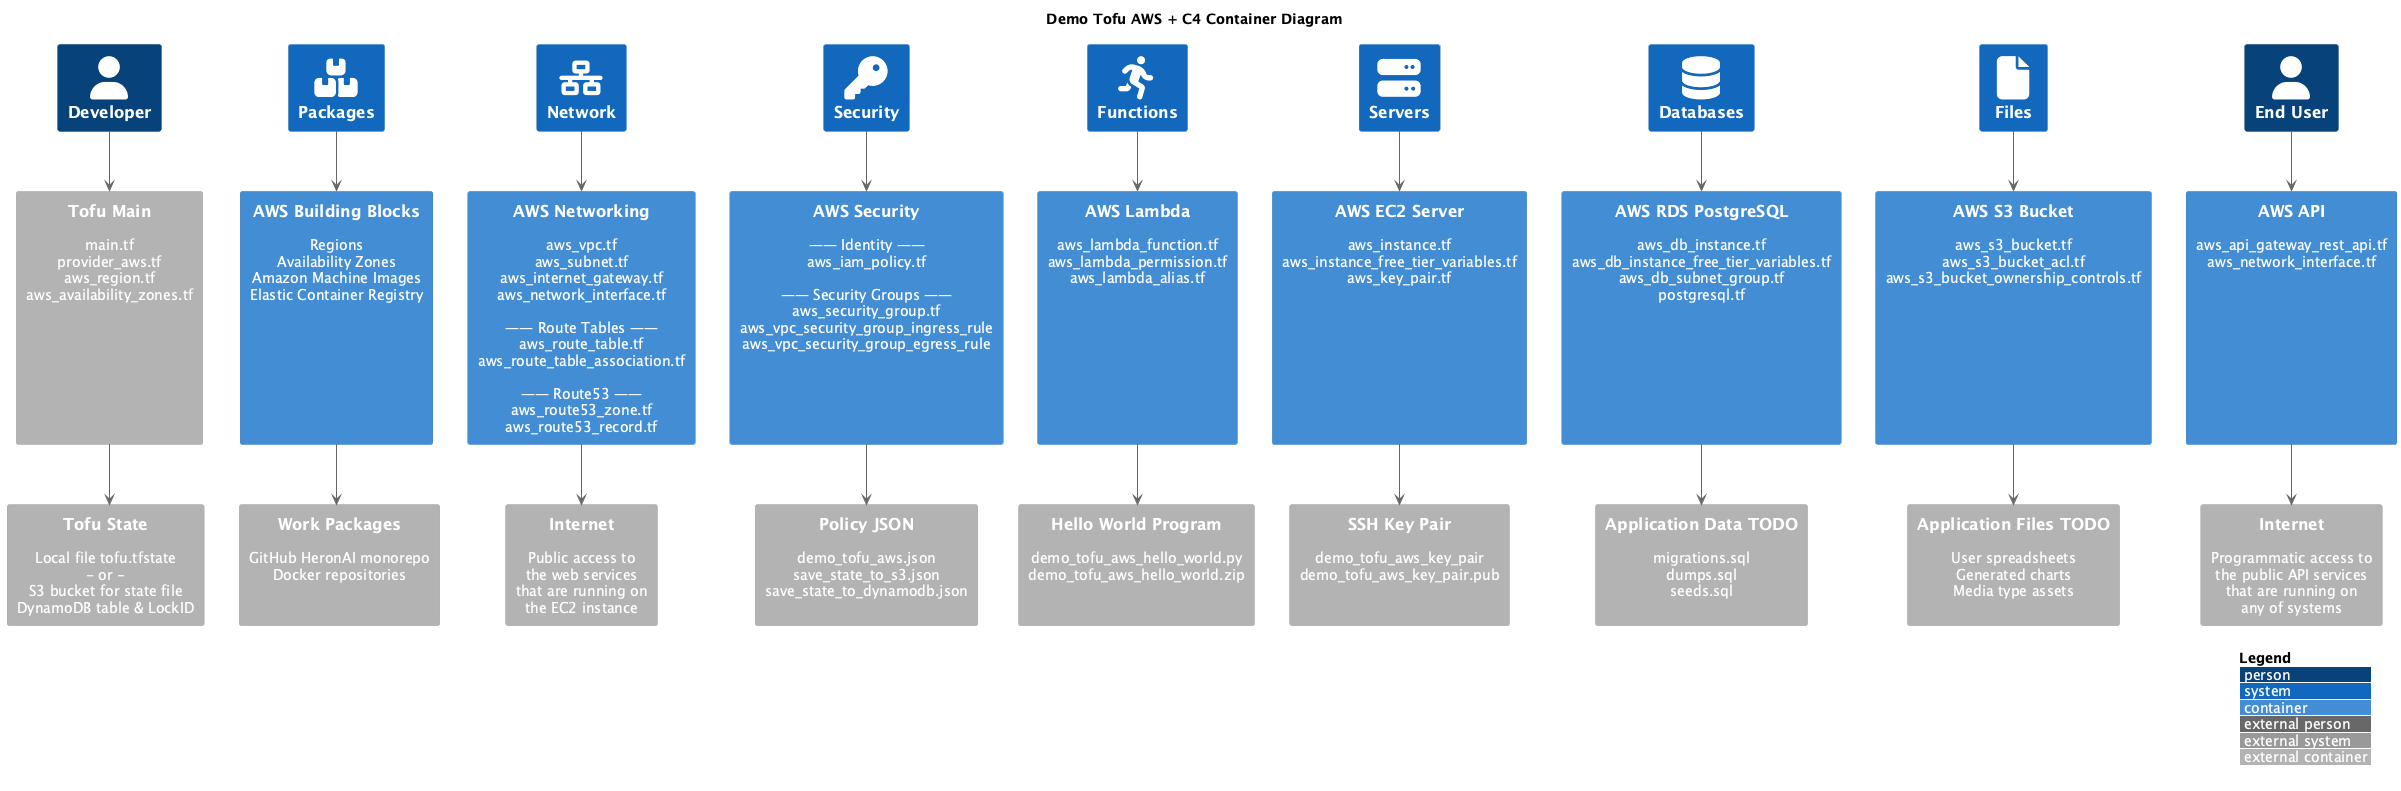 Demo Tofu AWS + C4 Container Diagram
Developer
Packages
Network
Security
Functions
Servers
Databases
Files
End User
Tofu Main
main.tf
provider_aws.tf
aws_region.tf
aws_availability_zones.tf
AWS Building Blocks
Regions
Availability Zones
Amazon Machine Images
Elastic Container Registry
AWS Networking
aws_vpc.tf
aws_subnet.tf
aws_internet_gateway.tf
aws_network_interface.tf
—— Route Tables ——
aws_route_table.tf
aws_route_table_association.tf
—— Route53 ——
aws_route53_zone.tf
aws_route53_record.tf
AWS Security
—— Identity ——
aws_iam_policy.tf
—— Security Groups ——
aws_security_group.tf
aws_vpc_security_group_ingress_rule
aws_vpc_security_group_egress_rule
AWS Lambda
aws_lambda_function.tf
aws_lambda_permission.tf
aws_lambda_alias.tf
AWS EC2 Server
aws_instance.tf
aws_instance_free_tier_variables.tf
aws_key_pair.tf
AWS RDS PostgreSQL
aws_db_instance.tf
aws_db_instance_free_tier_variables.tf
aws_db_subnet_group.tf
postgresql.tf
AWS S3 Bucket
aws_s3_bucket.tf
aws_s3_bucket_acl.tf
aws_s3_bucket_ownership_controls.tf
AWS API
aws_api_gateway_rest_api.tf
aws_network_interface.tf
Tofu State
Local file tofu.tfstate
– or –
S3 bucket for state file
DynamoDB table & LockID
Work Packages
GitHub HeronAI monorepo
Docker repositories
Internet
Public access to
the web services
that are running on
the EC2 instance
Policy JSON
demo_tofu_aws.json
save_state_to_s3.json
save_state_to_dynamodb.json
Hello World Program
demo_tofu_aws_hello_world.py
demo_tofu_aws_hello_world.zip
SSH Key Pair
demo_tofu_aws_key_pair
demo_tofu_aws_key_pair.pub
Application Data TODO
migrations.sql
dumps.sql
seeds.sql
Application Files TODO
User spreadsheets
Generated charts
Media type assets
Internet
Programmatic access to
the public API services
that are running on
any of systems
Legend
person
system
container
external person
external system
external container